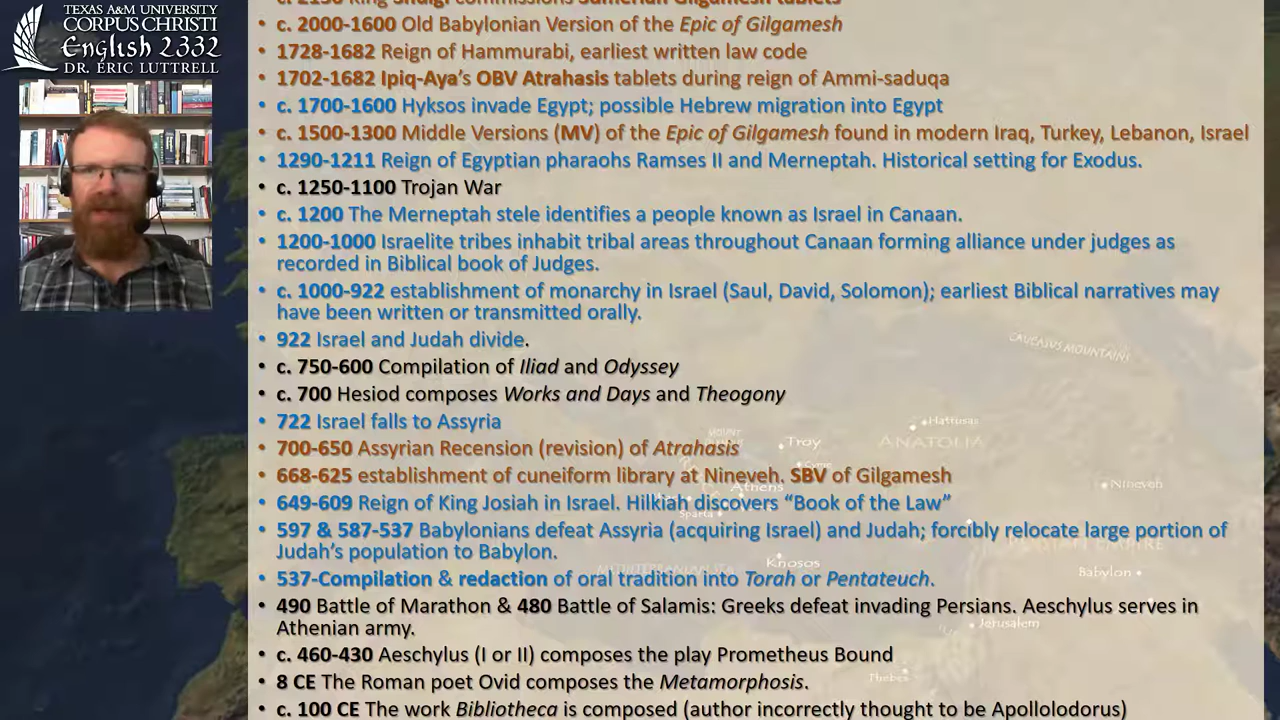 TEXAS A&M UNIVERSITY
CORPUS CHRISTI
English 2332
DR. ERIC LUTTRELL
c. 2150 King Shulgi commissions Sumerian Gilgamesh tablets
• c. 2000-1600 Old Babylonian Version of the Epic of Gilgamesh
• 1728-1682 Reign of Hammurabi, earliest written law code
• 1702-1682 Ipiq-Aya's OBV Atrahasis tablets during reign of Ammi-saduqa
• c. 1700-1600 Hyksos invade Egypt; possible Hebrew migration into Egypt
• c. 1500-1300 Middle Versions (MV) of the Epic of Gilgamesh found in modern Iraq, Turkey, Lebanon, Israel
• 1290-1211 Reign of Egyptian pharaohs Ramses II and Merneptah. Historical setting for Exodus.
• c. 1250-1100 Trojan War
• c. 1200 The Merneptah stele identifies a people known as Israel in Canaan.
• 1200-1000 Israelite tribes inhabit tribal areas throughout Canaan forming alliance under judges as
recorded in Biblical book of Judges.
• c. 1000-922 establishment of monarchy in Israel (Saul, David, Solomon); earliest Biblical narratives may
have been written or transmitted orally.
• 922 Israel and Judah divide.
• c. 750-600 Compilation of Iliad and Odyssey
• c. 700 Hesiod composes Works and Days and Theogony
• 722 Israel falls to Assyria
• 700-650 Assyrian Recension (revision) of Atrahasis
• 668-625 establishment of cuneiform library at Nineveh. SBV of Gilgamesh
• 649-609 Reign of King Josiah in Israel. Hilkiah discovers "Book of the Law"
• 597 & 587-537 Babylonians defeat Assyria (acquiring Israel) and Judah; forcibly relocate large portion of
Judah's population to Babylon.
• 537-Compilation & redaction of oral tradition into Torah or Pentateuch.
• 490 Battle of Marathon & 480 Battle of Salamis: Greeks defeat invading Persians. Aeschylus serves in
Athenian army.
• c. 460-430 Aeschylus (I or II) composes the play Prometheus Bound
• 8 CE The Roman poet Ovid composes the Metamorphosis.
• c. 100 CE The work Bibliotheca is composed (author incorrectly thought to be Apollolodorus)
CAUCASUS MOUNTAINS
Hattusas
ANATOLIA
MOUNT
Troy
Nineveh
Athens
Sparta
EMPIRE
Knosos
MEDITERRANEAN SEA
Babylon
Jerusalem
Thebes